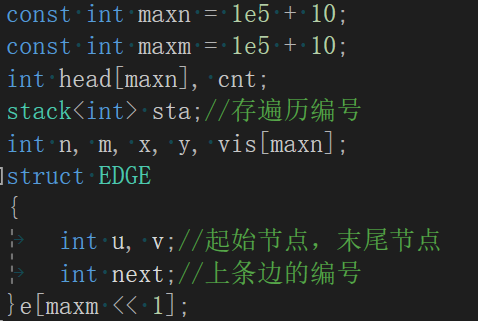 const int maxn = 1e5 + 10;
const int maxm = 1e5 + 10;
int head[maxn], cnt;
stack<int> sta;//存遍历编号
int n, m, x, y, vis[maxn];
struct EDGE
{
int u, v;//起始节点，末尾节点
int next;//上条边的编号
}e[maxm << 1];